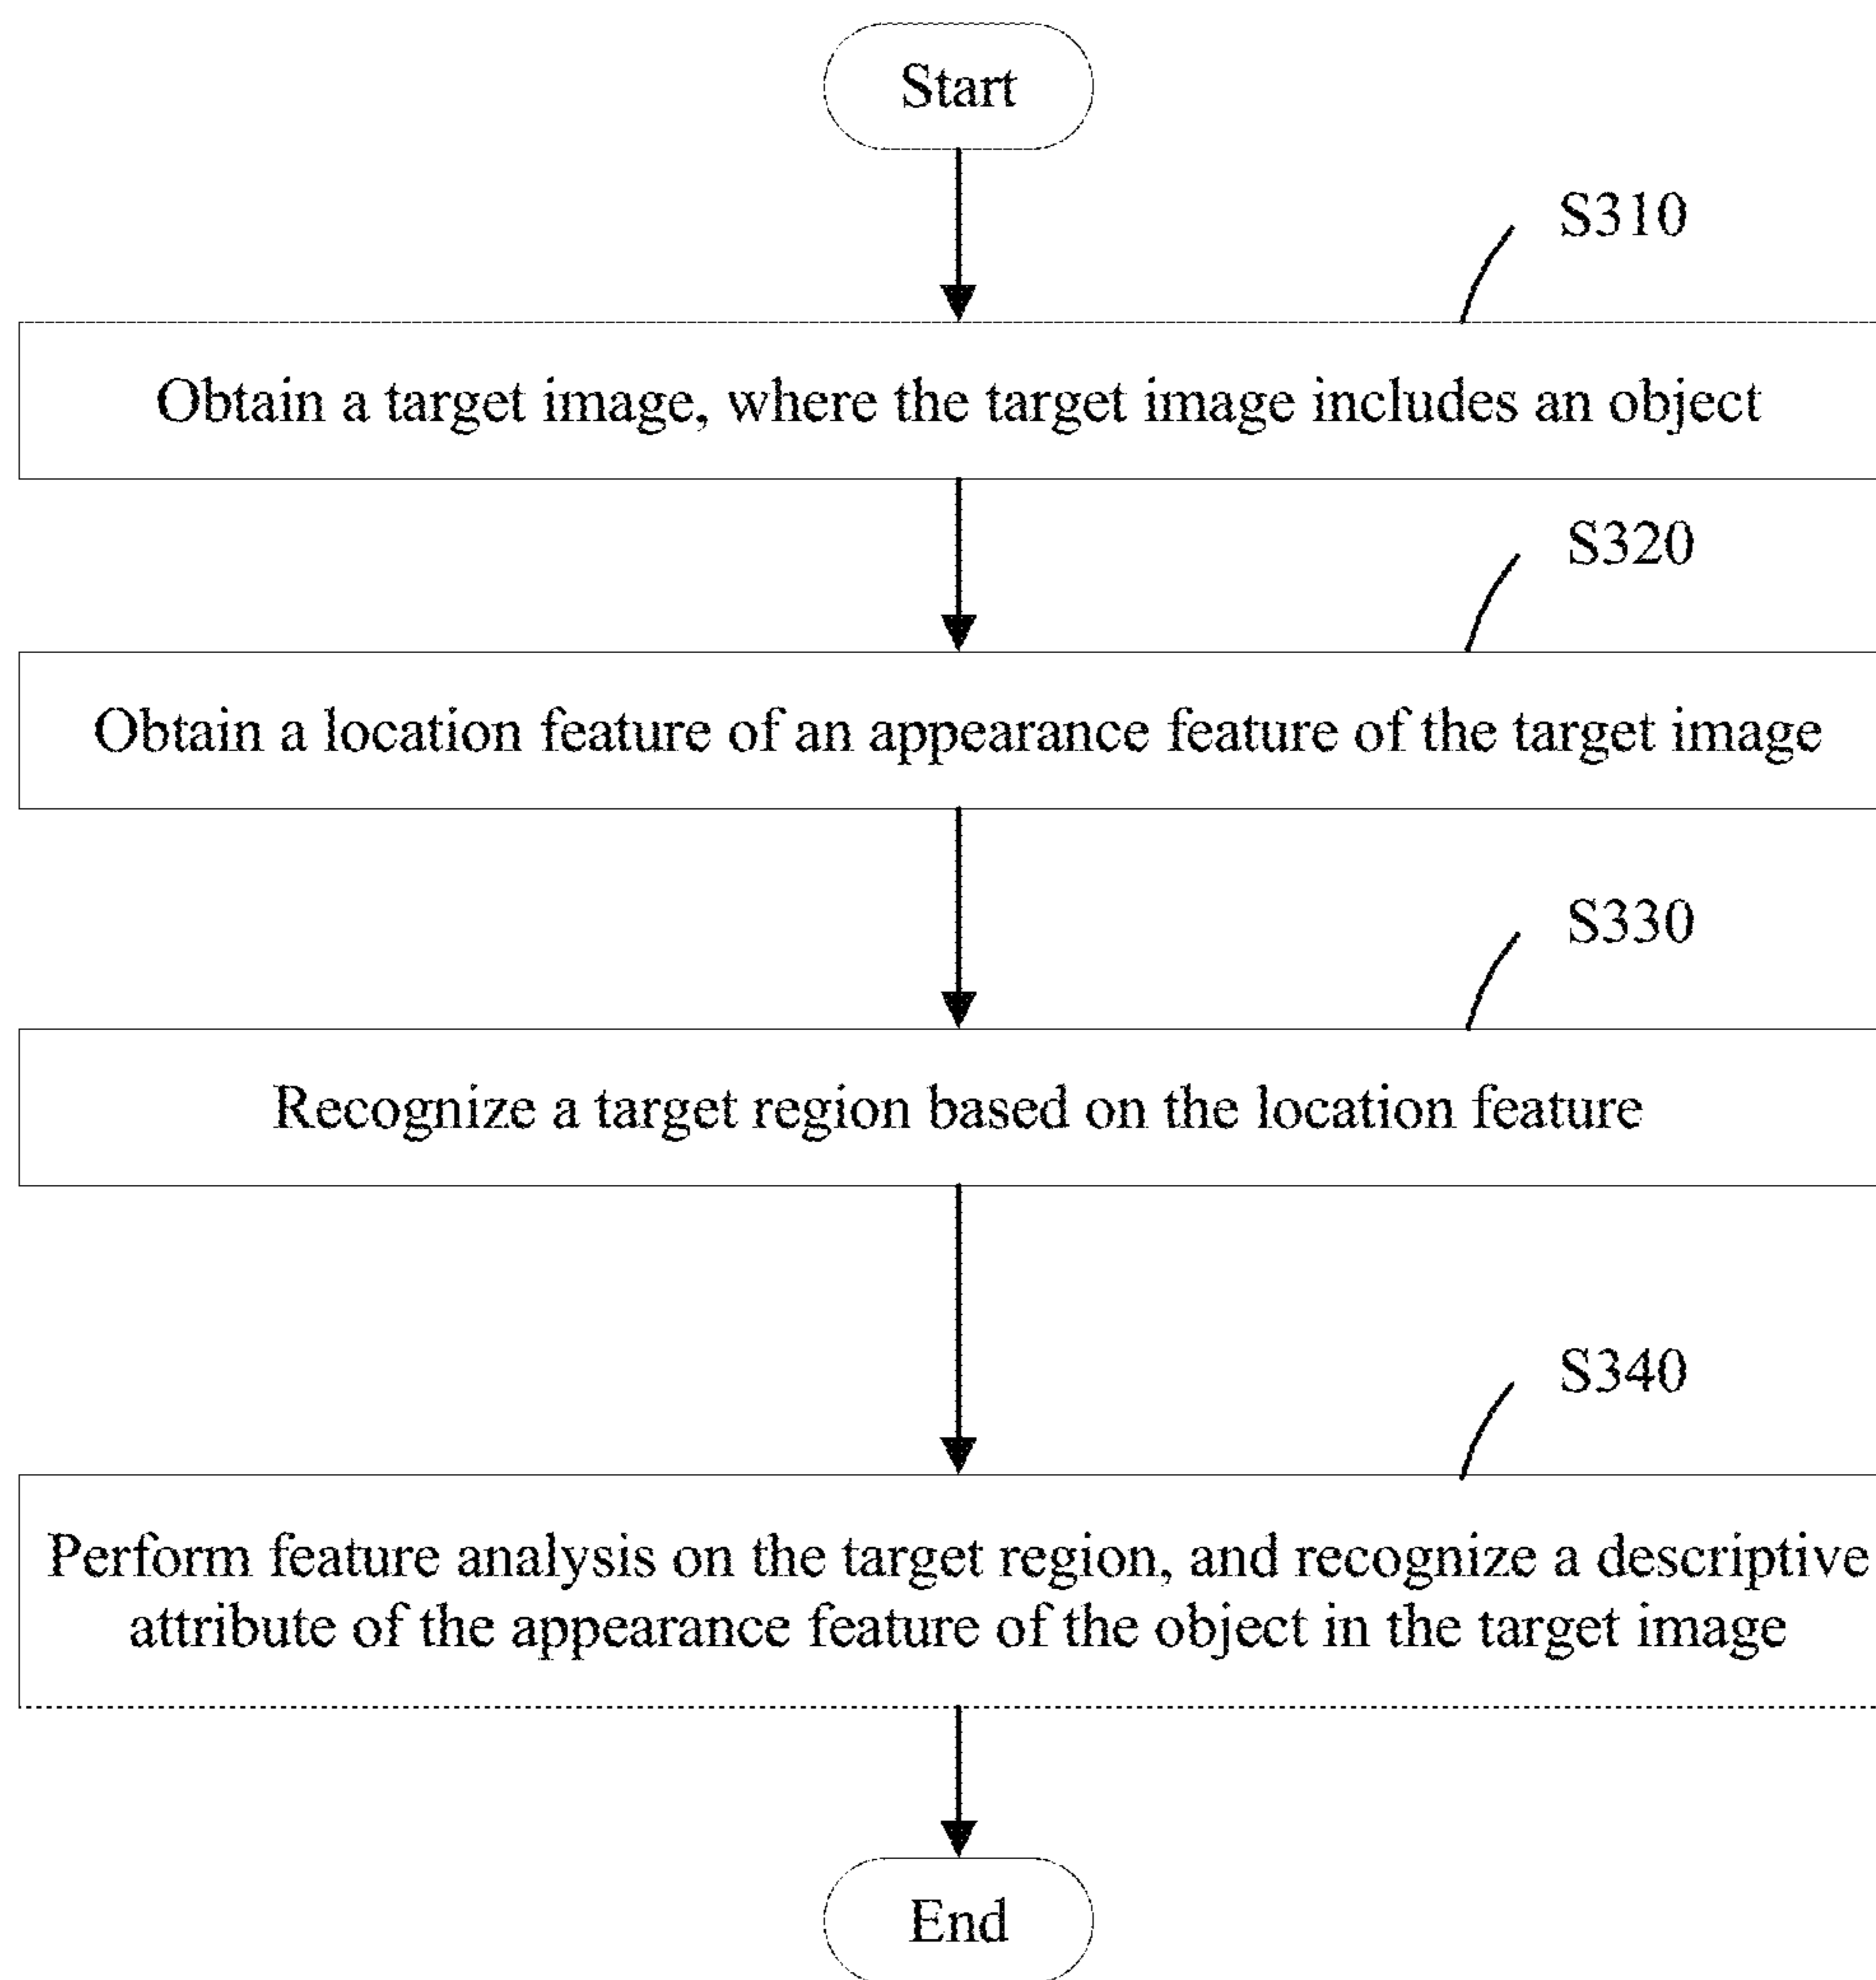 Start
S310
Obtain a target image, where the target image includes an object
S320
Obtain a location feature of an appearance feature of the target image
S330
Recognize a target region based on the location feature
S340
Perform feature analysis on the target region, and recognize a descriptive
attribute of the appearance feature of the object in the target image
End